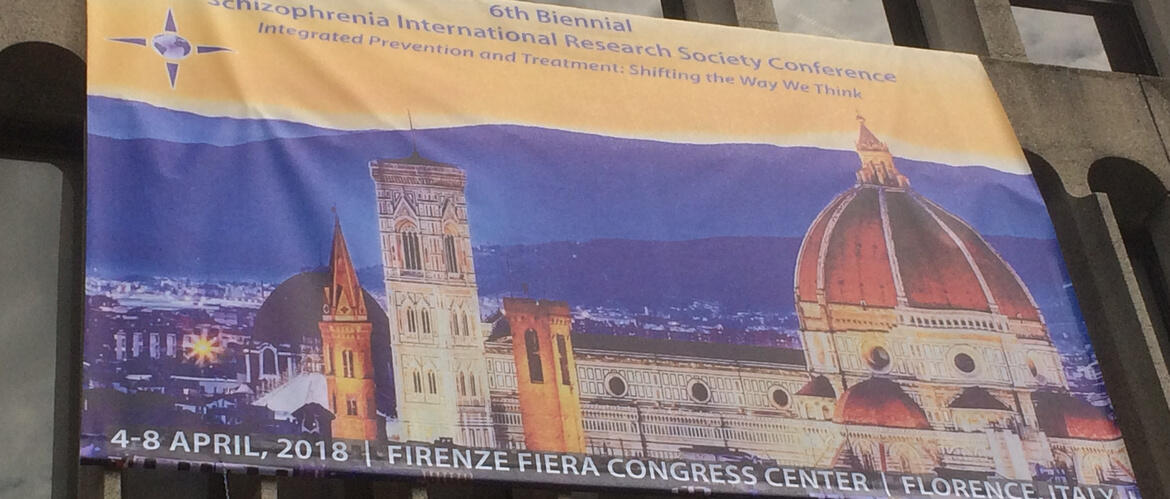 6th Biennial
Schizophrenia International Research Society Conference
Integrated Prevention and Treatment: Shifting the Way We Think
4-8 APRIL, 2018 | FIRENZE FIERA CONGRESS CENTER | FLORENCE, ITALY